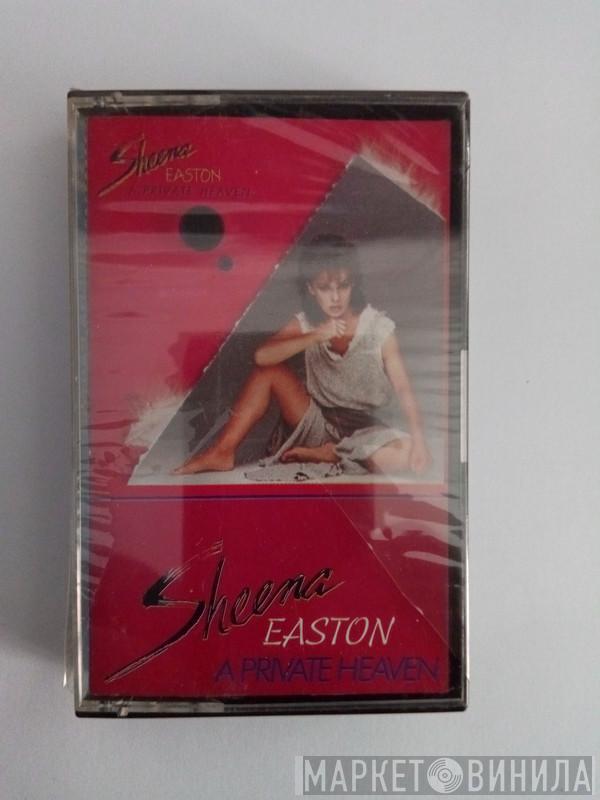 Sheena
EASTON
A PRIVATE HEAVEN
Sheena
EASTON
A PRIVATE HEAVEN
МАРКЕТ ВИНИЛА